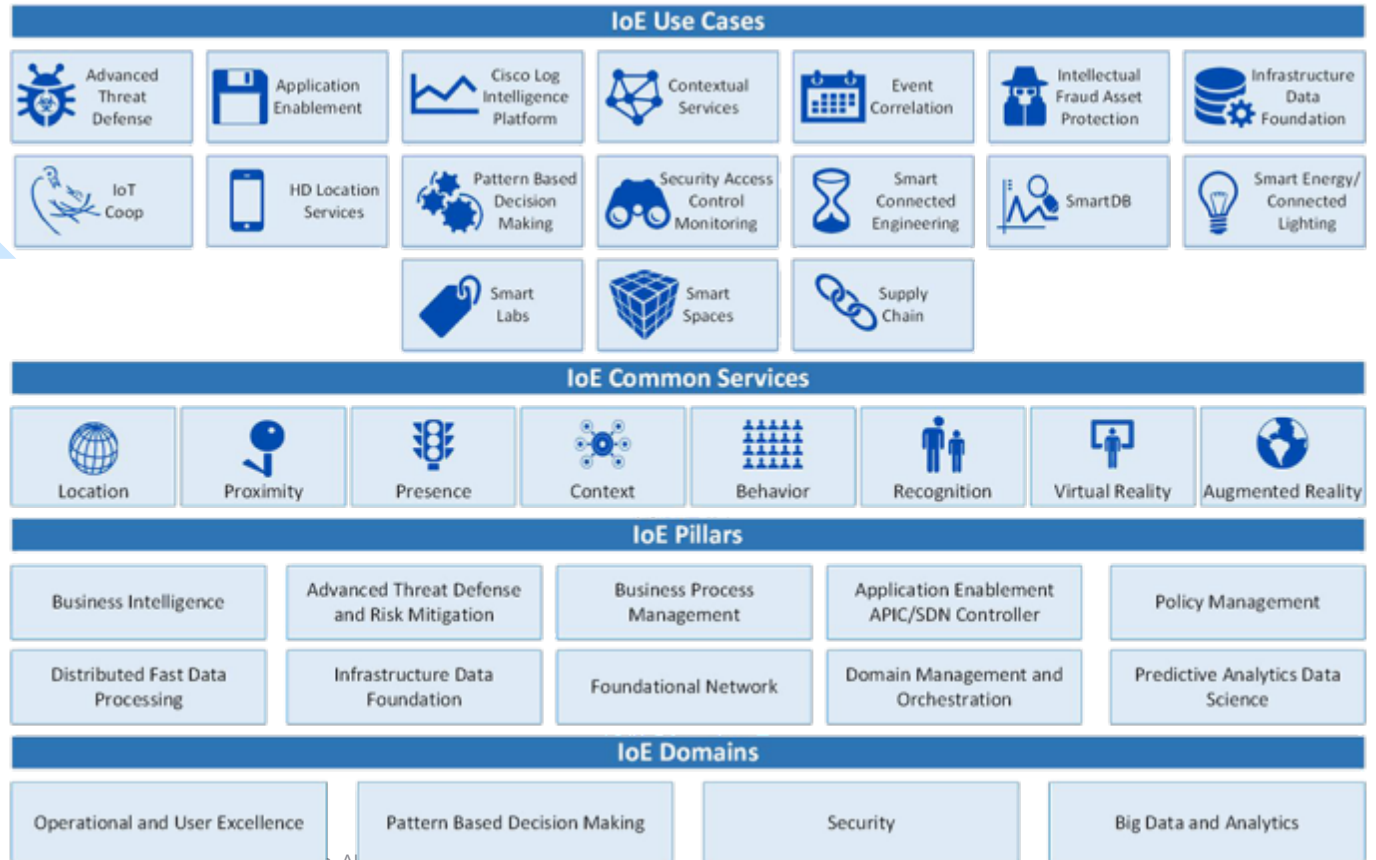 IoE Use Cases
Advanced
Threat
Defense
Application
Enablement
Cisco Log
Intelligence
Platform
Contextual
Services
Event
Correlation
Intellectual
Fraud Asset
Protection
Infrastructure
Data
Foundation
IoT
Coop
HD Location
Services
Pattern Based
Decision
Making
Security Access
Control
Monitoring
Smart
Connected
Engineering
SmartDB
Smart Energy/
Connected
Lighting
Smart
Labs
Smart
Spaces
Supply
Chain
IoE Common Services
Location
Proximity
Presence
Context
Behavior
Recognition
Virtual Reality
Augmented Reality
IoE Pillars
Business Intelligence
Advanced Threat Defense
and Risk Mitigation
Business Process
Management
Application Enablement
APIC/SDN Controller
Policy Management
Distributed Fast Data
Processing
Infrastructure Data
Foundation
Foundational Network
Domain Management and
Orchestration
Predictive Analytics Data
Science
IoE Domains
Operational and User Excellence
Pattern Based Decision Making
Security
Big Data and Analytics